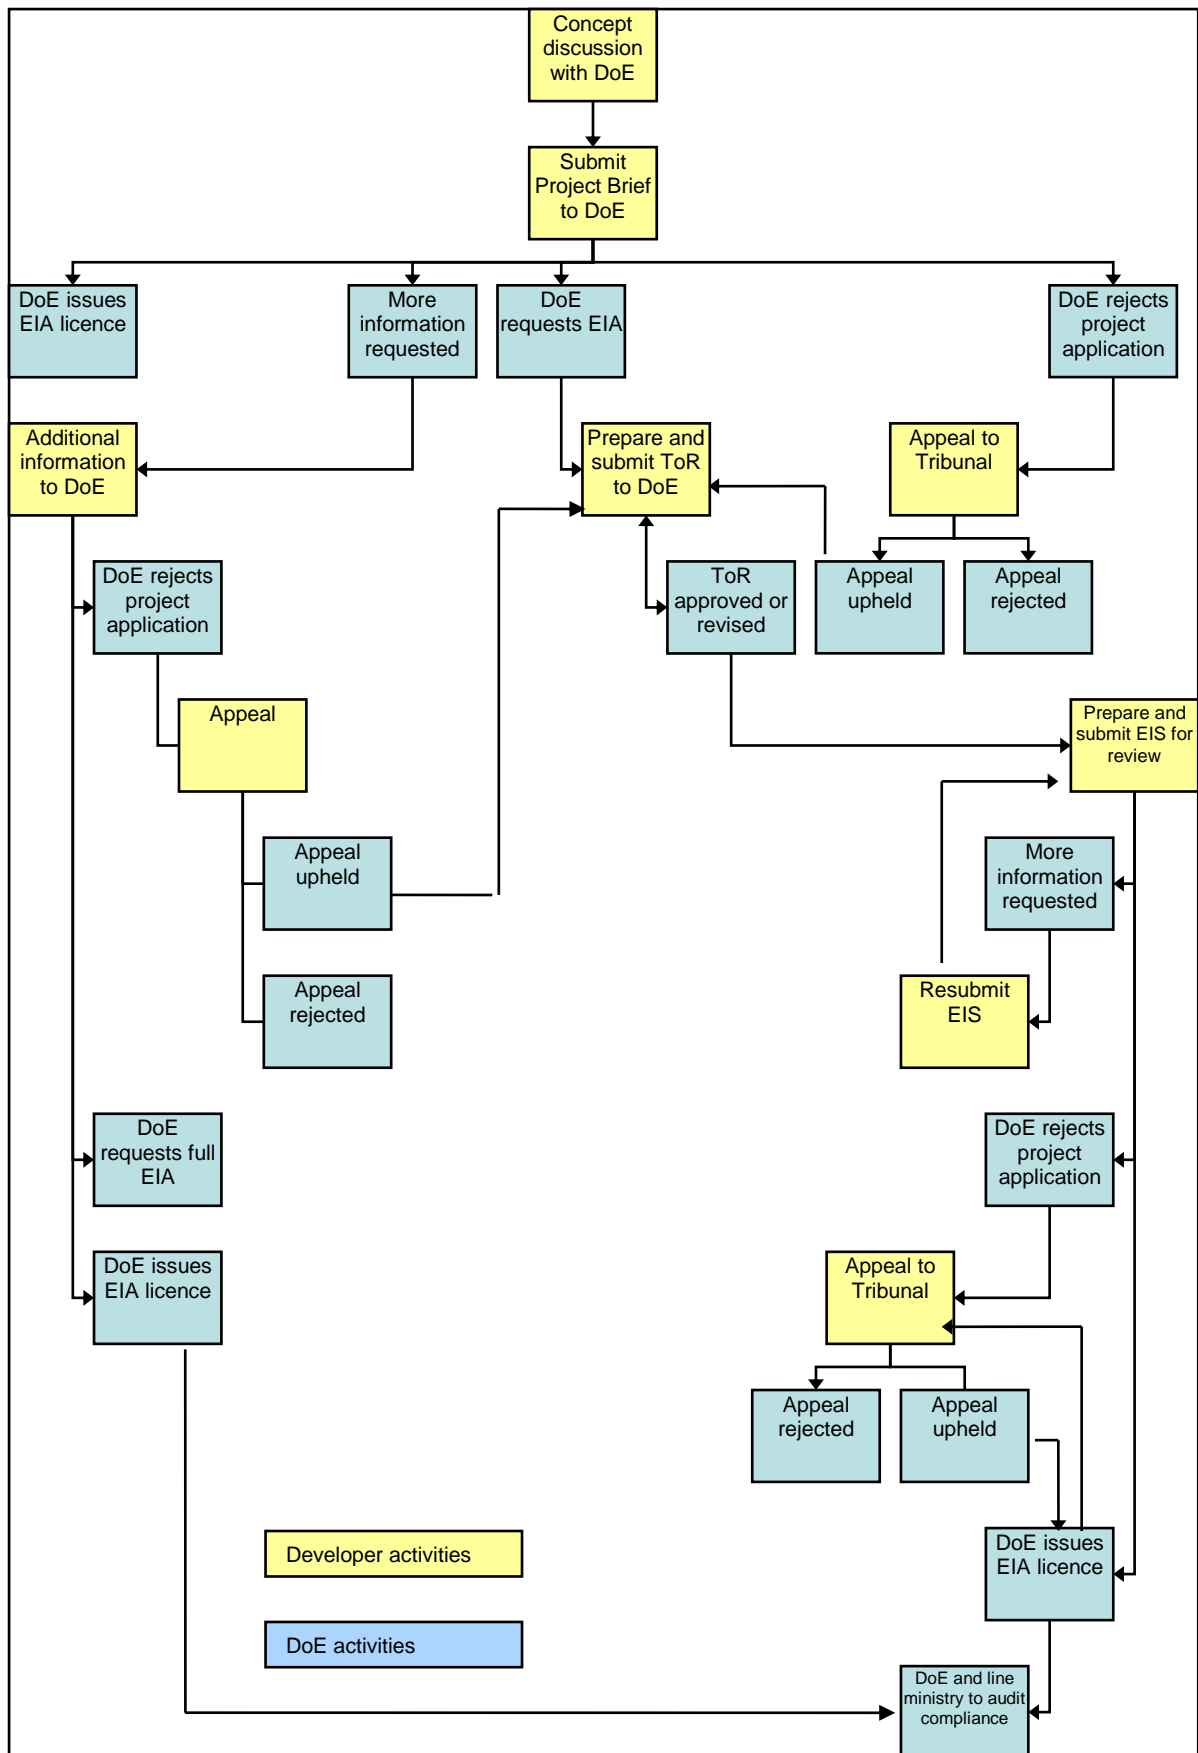 Concept
discussion
with DoE
Submit
Project Brief
to DoE
DoE issues
EIA licence
More
information
requested
DoE
requests EIA
DoE rejects
project
application
Additional
information
to DoE
Prepare and
submit ToR
to DoE
Appeal to
Tribunal
DoE rejects
project
application
ToR
approved or
revised
Appeal
upheld
Appeal
rejected
Appeal
Prepare and
submit EIS for
review
Appeal
upheld
More
information
requested
Appeal
rejected
Resubmit
EIS
DoE
requests full
EIA
DoE rejects
project
application
DoE issues
EIA licence
Appeal to
Tribunal
Appeal
rejected
Appeal
upheld
Developer activities
DoE issues
EIA licence
DoE activities
DoE and line
ministry to audit
compliance